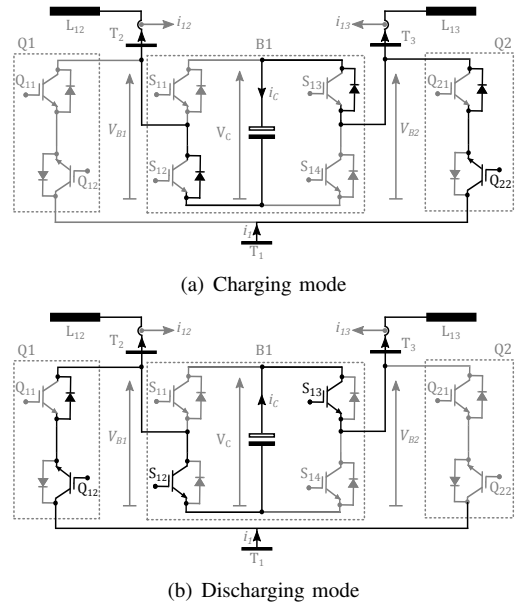 L12 T2 i12 i13 T3 L13
Q1 B1 Q2
Q11 S11 S13 Q21
VB1 VC iC VB2
Q12 S12 S14 Q22
i1
T1
(a) Charging mode
L12 T2 i12 i13 T3 L13
Q1 B1 Q2
Q11 S11 S13 Q21
VB1 VC iC VB2
Q12 S12 S14 Q22
i1
T1
(b) Discharging mode